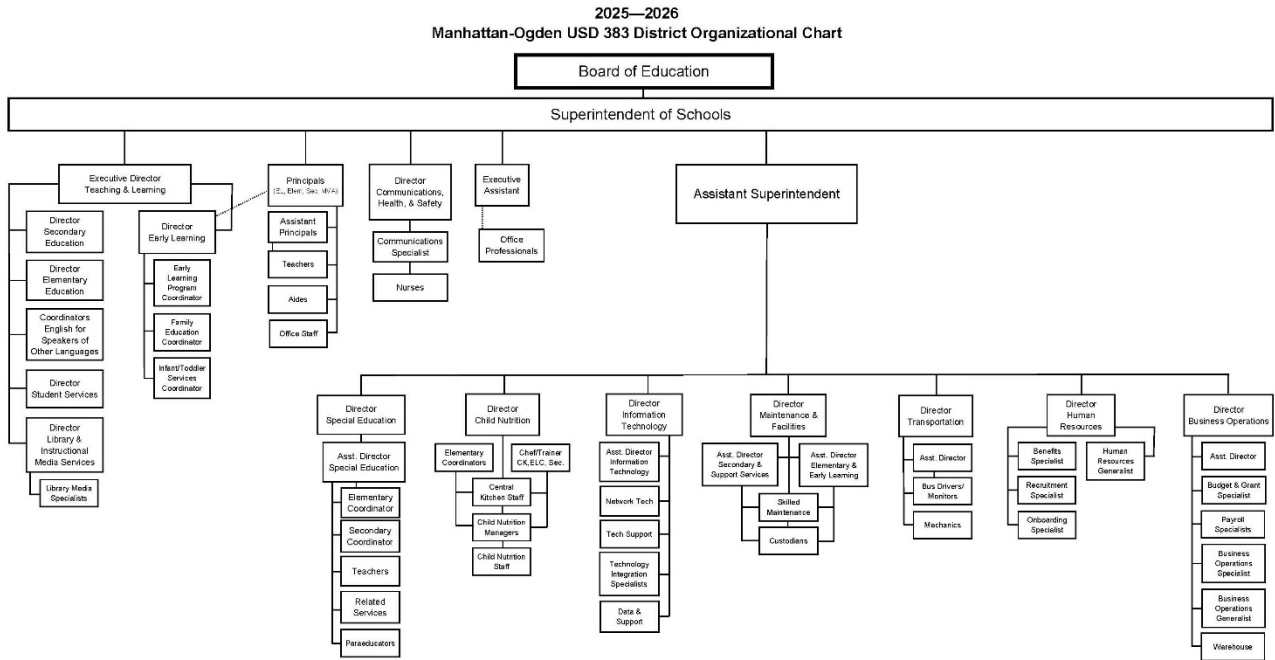 2025—2026
Manhattan-Ogden USD 383 District Organizational Chart
Board of Education
Superintendent of Schools
Executive Director
Teaching & Learning
Director
Secondary
Education
Director
Elementary
Education
Coordinators
English for
Speakers of
Other Languages
Director
Student Services
Director
Library &
Instructional
Media Services
Library Media
Specialists
Director
Early Learning
Early
Learning
Program
Coordinator
Family
Education
Coordinator
Infant/Toddler
Services
Coordinator
Principals
(EL, Elem, Sec, MVA)
Assistant
Principals
Teachers
Aides
Office Staff
Director
Communications,
Health, & Safety
Communications
Specialist
Nurses
Executive
Assistant
Office
Professionals
Assistant Superintendent
Director
Special Education
Asst. Director
Special Education
Elementary
Coordinator
Secondary
Coordinator
Teachers
Related
Services
Paraeducators
Director
Child Nutrition
Elementary
Coordinators
Chef/Trainer
CK,ELC, Sec.
Central
Kitchen Staff
Child Nutrition
Managers
Child Nutrition
Staff
Director
Information
Technology
Asst. Director
Information
Technology
Network Tech
Tech Support
Technology
Integration
Specialists
Data &
Support
Director
Maintenance &
Facilities
Asst. Director
Secondary &
Support Services
Asst. Director
Elementary &
Early Learning
Skilled
Maintenance
Custodians
Director
Transportation
Asst. Director
Bus Drivers/
Monitors
Mechanics
Director
Human
Resources
Benefits
Specialist
Recruitment
Specialist
Onboarding
Specialist
Human
Resources
Generalist
Director
Business Operations
Asst. Director
Budget & Grant
Specialist
Payroll
Specialists
Business
Operations
Specialist
Business
Operations
Generalist
Warehouse